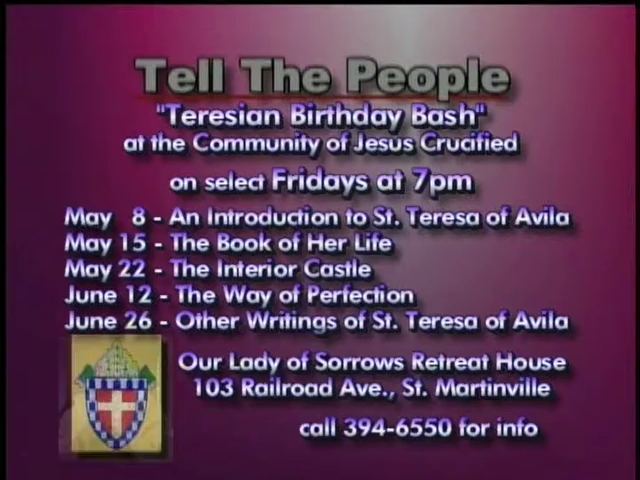 Tell The People
"Teresian Birthday Bash"
at the Community of Jesus Crucified
on select Fridays at 7pm
May 8 - An Introduction to St. Teresa of Avila
May 15 - The Book of Her Life
May 22 - The Interior Castle
June 12 - The Way of Perfection
June 26 - Other Writings of St. Teresa of Avila
Our Lady of Sorrows Retreat House
103 Railroad Ave., St. Martinville
call 394-6550 for info